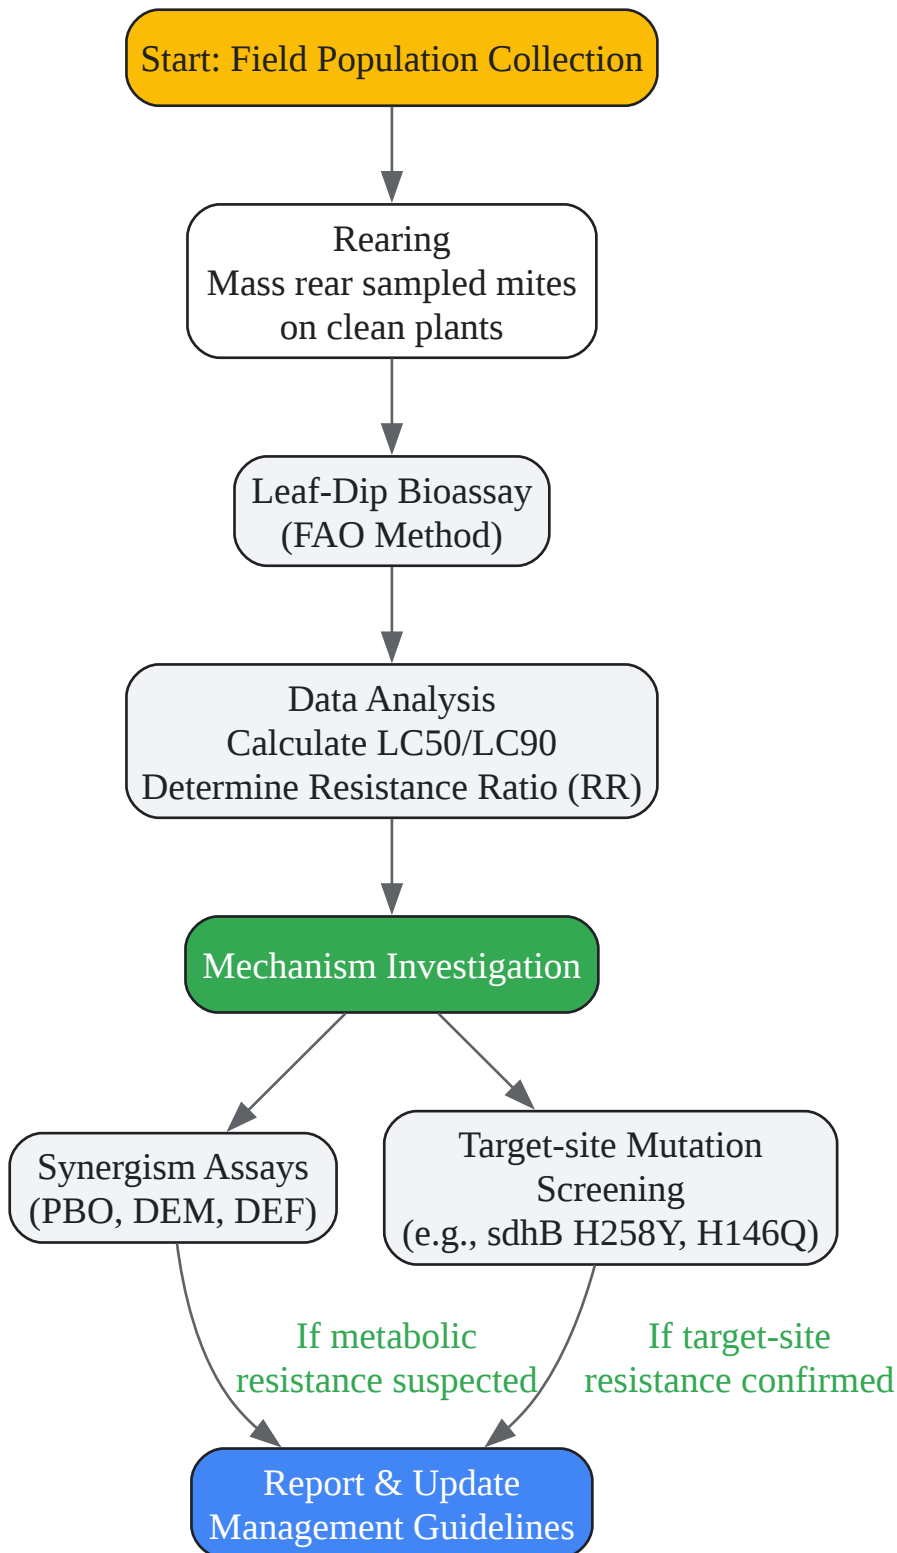 Start: Field Population Collection
Rearing
Mass rear sampled mites
on clean plants
Leaf-Dip Bioassay
(FAO Method)
Data Analysis
Calculate LC50/LC90
Determine Resistance Ratio (RR)
Mechanism Investigation
Synergism Assays
(PBO, DEM, DEF)
Target-site Mutation
Screening
(e.g., sdhB H258Y, H146Q)
If metabolic
resistance suspected
If target-site
resistance confirmed
Report & Update
Management Guidelines